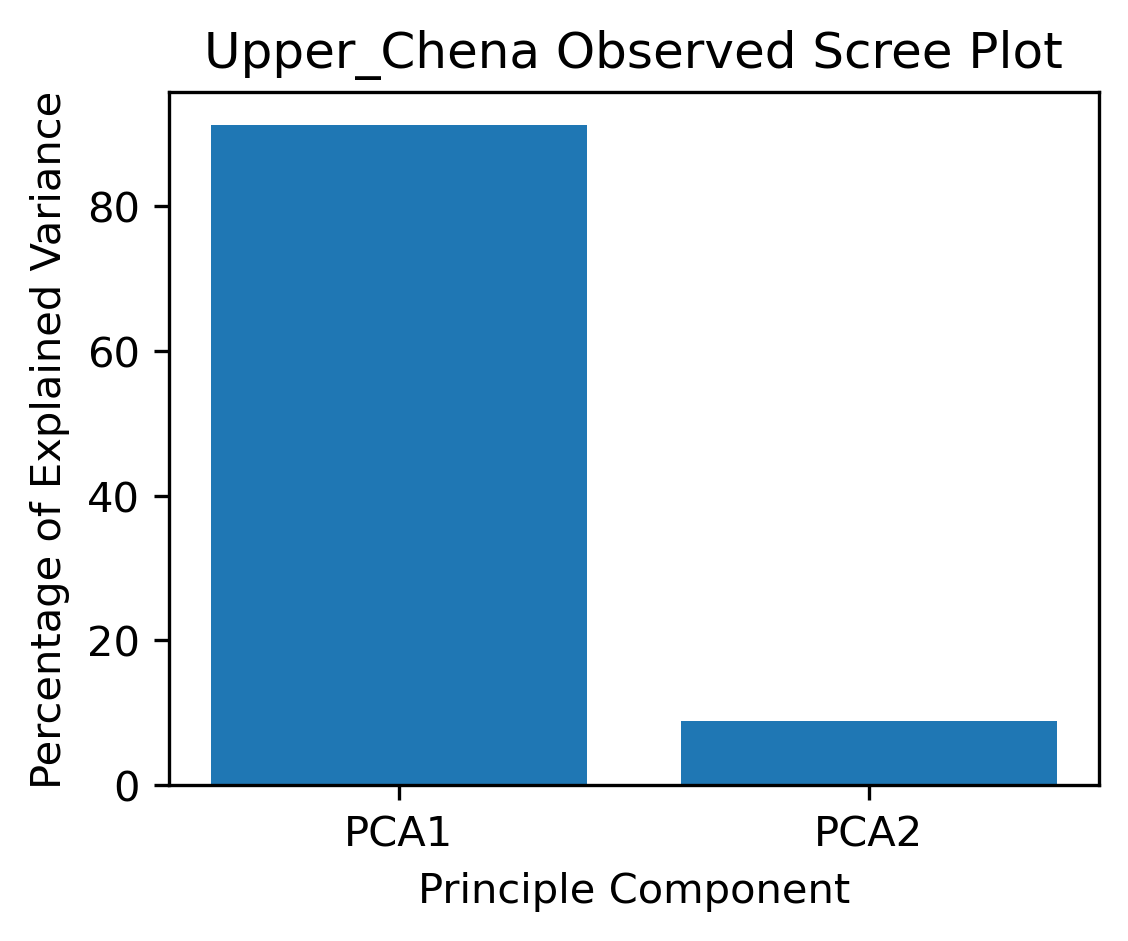 Upper_Chena Observed Scree Plot
Percentage of Explained Variance
80
60
40
20
0
PCA1 PCA2
Principle Component